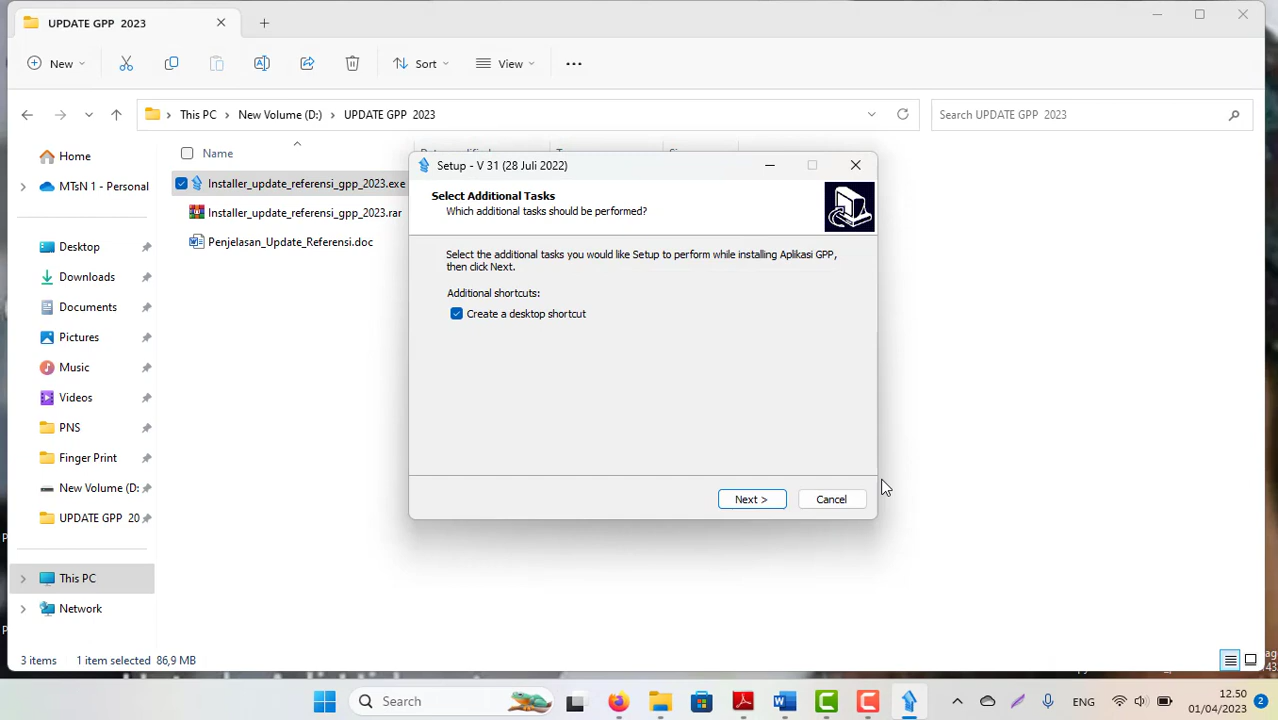 UPDATE GPP  2023
New
Sort
View
This PC
New Volume (D:)
UPDATE GPP  2023
Search UPDATE GPP  2023
Name
Home
MTsN 1 - Personal
Desktop
Downloads
Documents
Pictures
Music
Videos
PNS
Finger Print
New Volume (D:
UPDATE GPP  20
This PC
Network
Installer_update_referensi_gpp_2023.exe
Installer_update_referensi_gpp_2023.rar
Penjelasan_Update_Referensi.doc
Setup - V 31 (28 Juli 2022)
Select Additional Tasks
Which additional tasks should be performed?
Select the additional tasks you would like Setup to perform while installing Aplikasi GPP,
then click Next.
Additional shortcuts:
Create a desktop shortcut
Next >
Cancel
3 items
1 item selected  86,9 MB
Search
ENG
12.50
01/04/2023
2